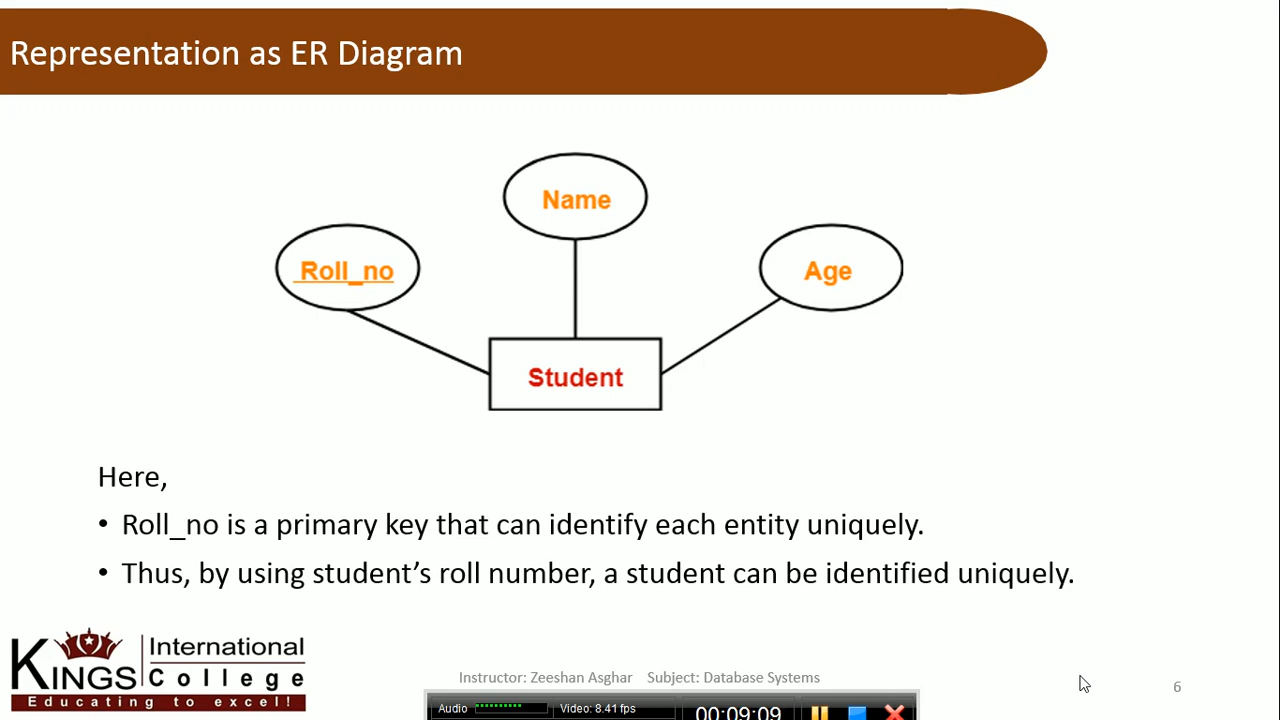 Representation as ER Diagram
Name
Roll_no
Age
Student
Here,
• Roll_no is a primary key that can identify each entity uniquely.
• Thus, by using student’s roll number, a student can be identified uniquely.
KINGS International College
Educating to excel!
Instructor: Zeeshan Asghar Subject: Database Systems
6
Audio Video: 8.41 fps 00:09:09